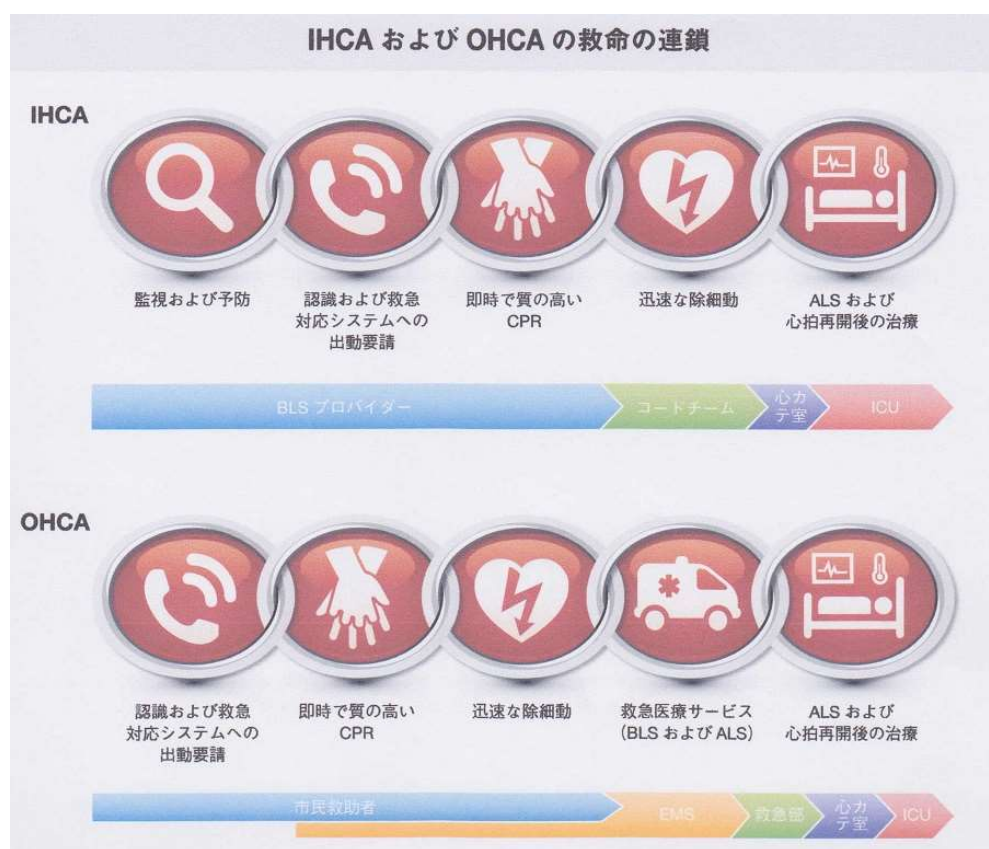 IHCA および OHCA の救命の連鎖
IHCA
監視および予防
認識および救急
対応システムへの
出動要請
即時で質の高い
CPR
迅速な除細動
ALS および
心拍再開後の治療
BLS プロバイダー
コードチーム
心カ
テ室
ICU
OHCA
認識および救急
対応システムへの
出動要請
即時で質の高い
CPR
迅速な除細動
救急医療サービス
(BLS および ALS)
ALS および
心拍再開後の治療
市民救助者
EMS
救急部
心カ
テ室
ICU